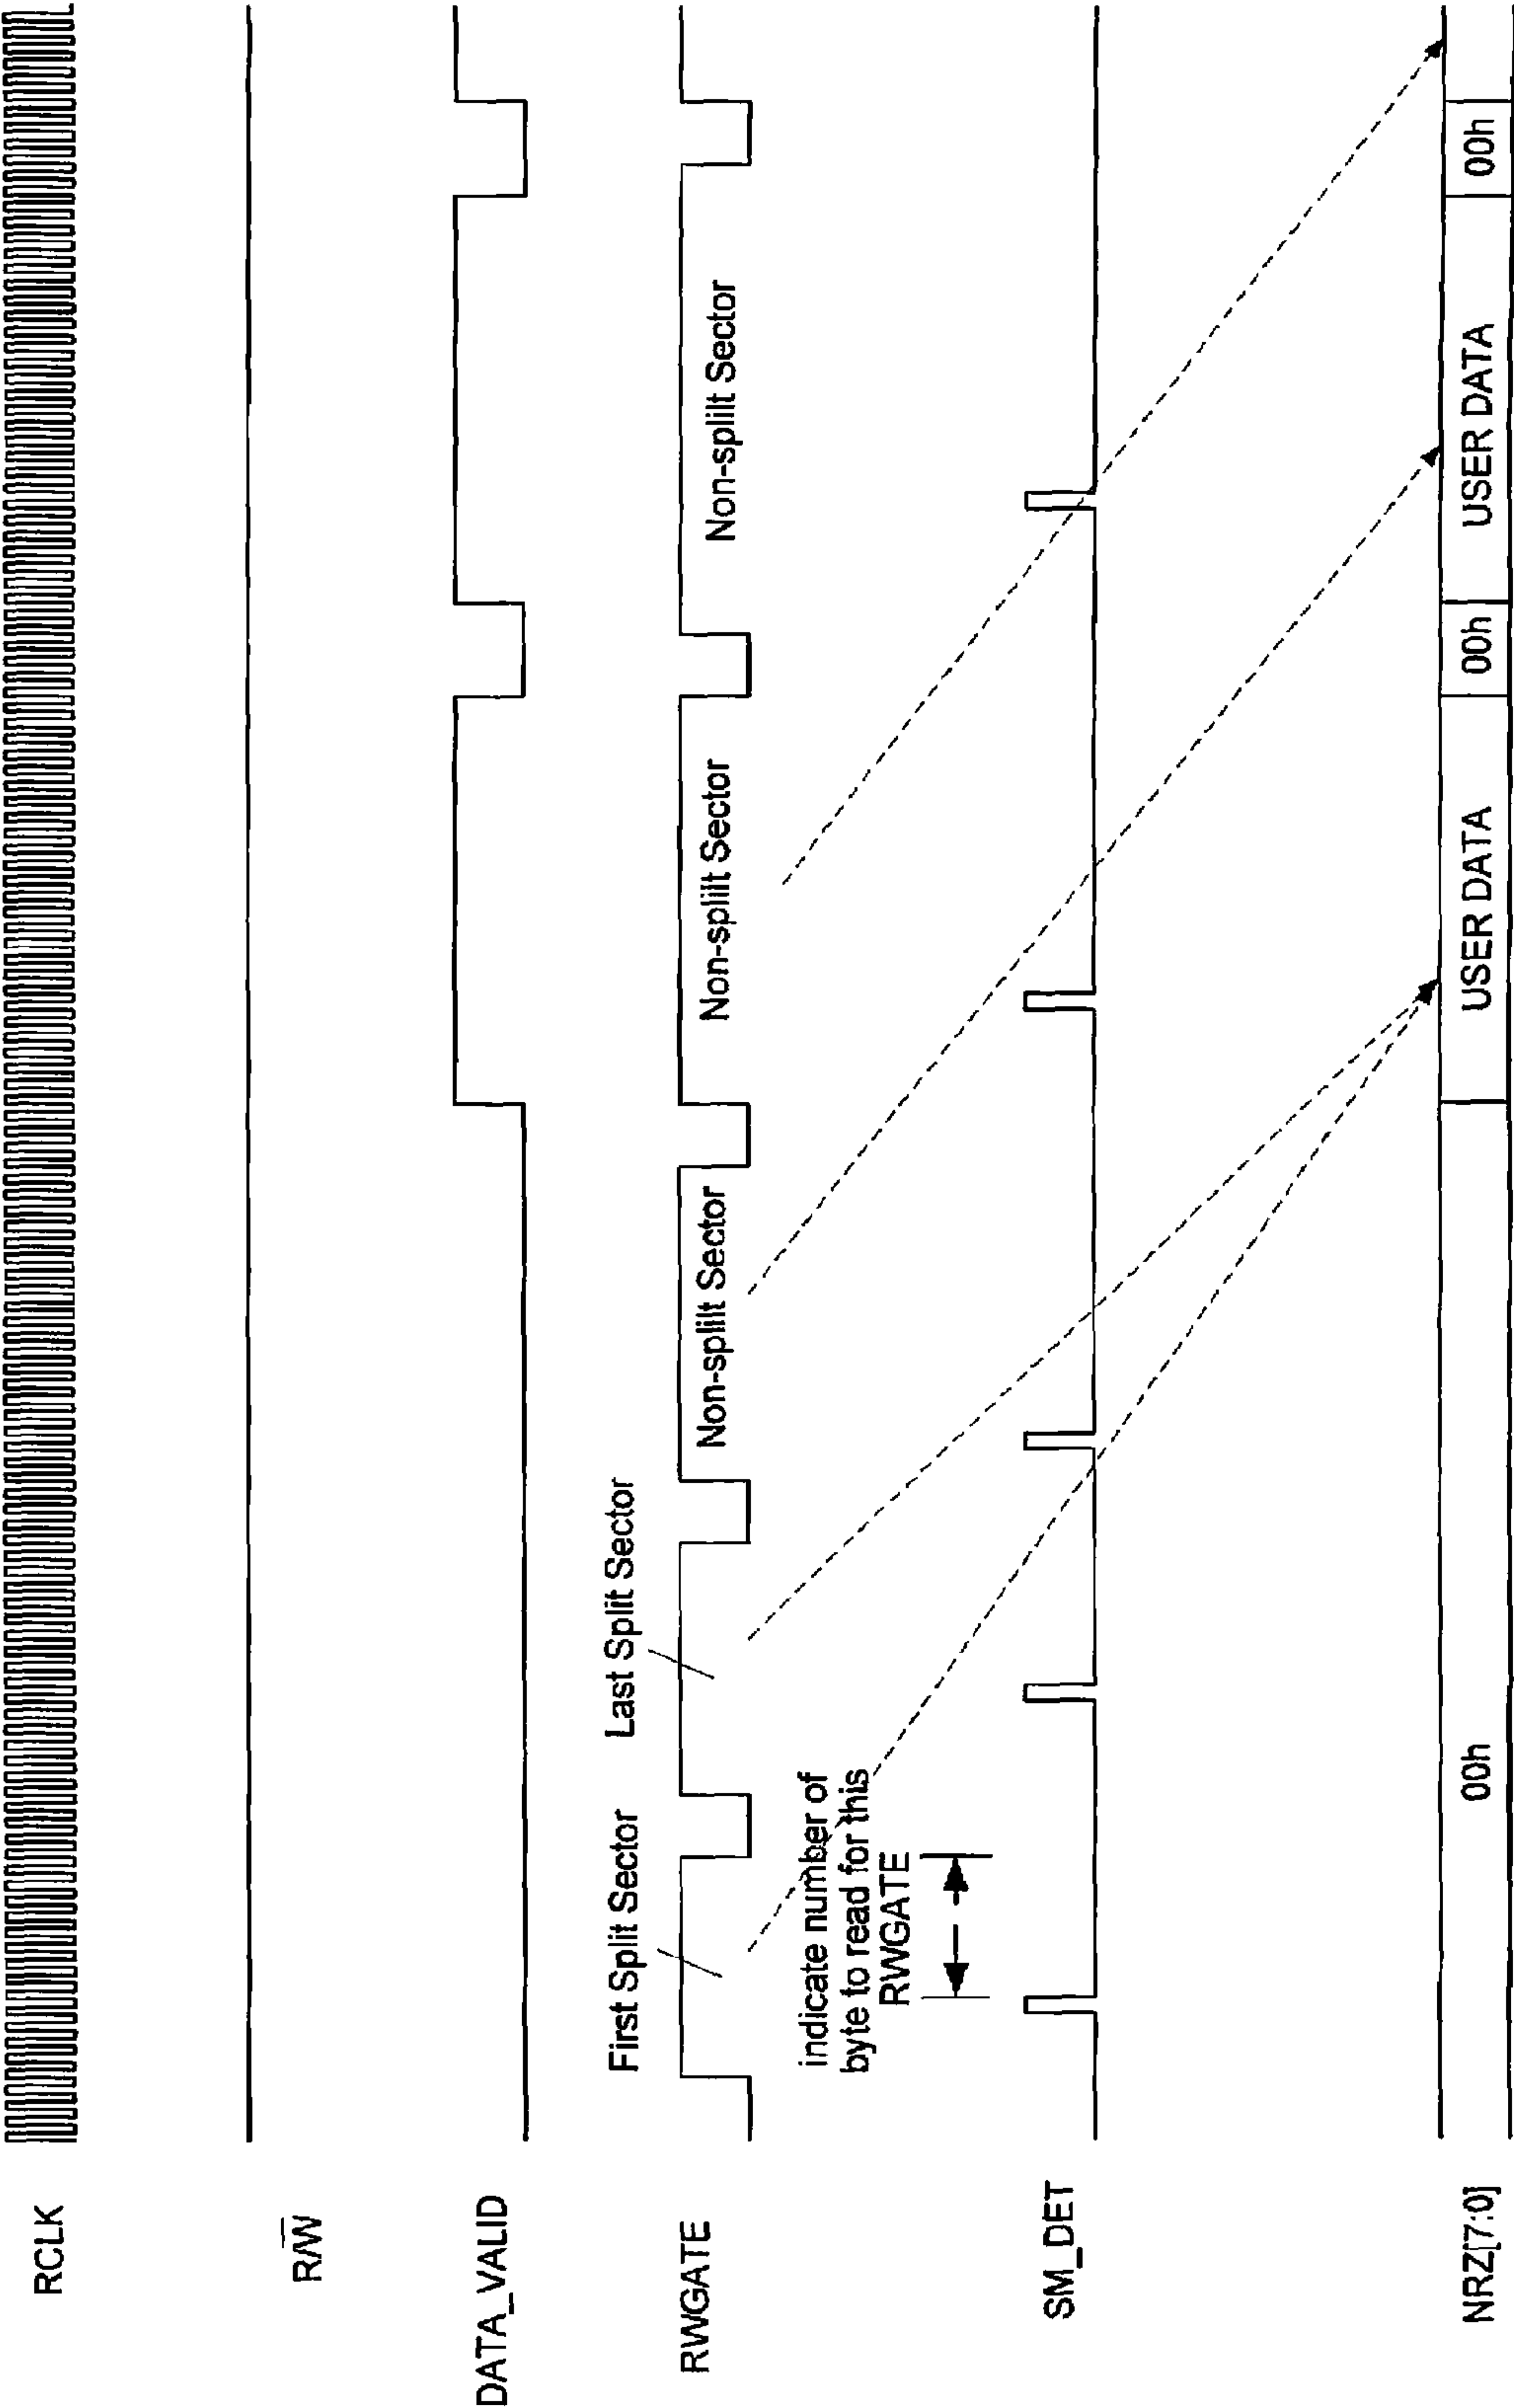 RCLK
R/W̅
DATA_VALID
First Split Sector
Last Split Sector
RWGATE
Non-split Sector
Non-split Sector
Non-split Sector
indicate number of
byte to read for this
RWGATE
SM_DET
NRZ[7:0]
00h
USER DATA
00h
USER DATA
00h